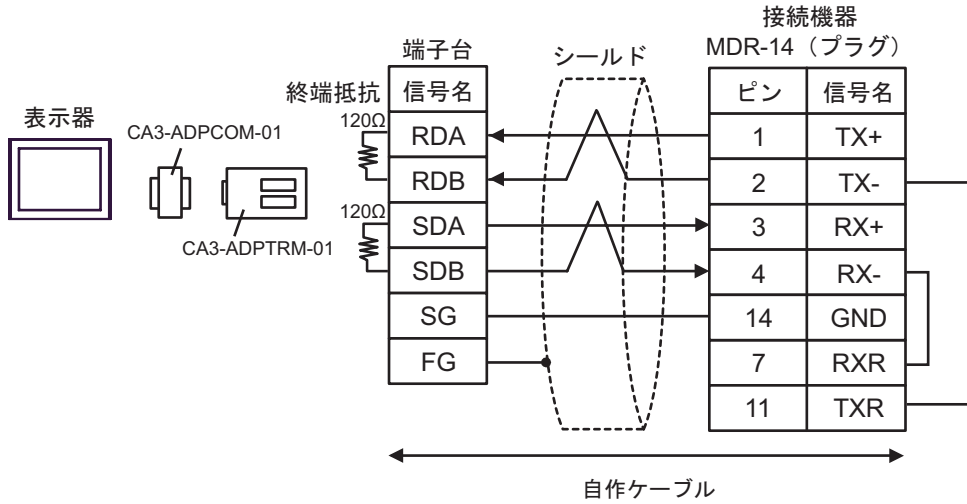 接続機器
MDR-14（プラグ）
端子台
シールド
終端抵抗
信号名
ピン
信号名
表示器
CA3-ADPCOM-01
120Ω
RDA
1
TX+
RDB
2
TX-
120Ω
SDA
3
RX+
CA3-ADPTRM-01
SDB
4
RX-
SG
14
GND
FG
7
RXR
11
TXR
自作ケーブル